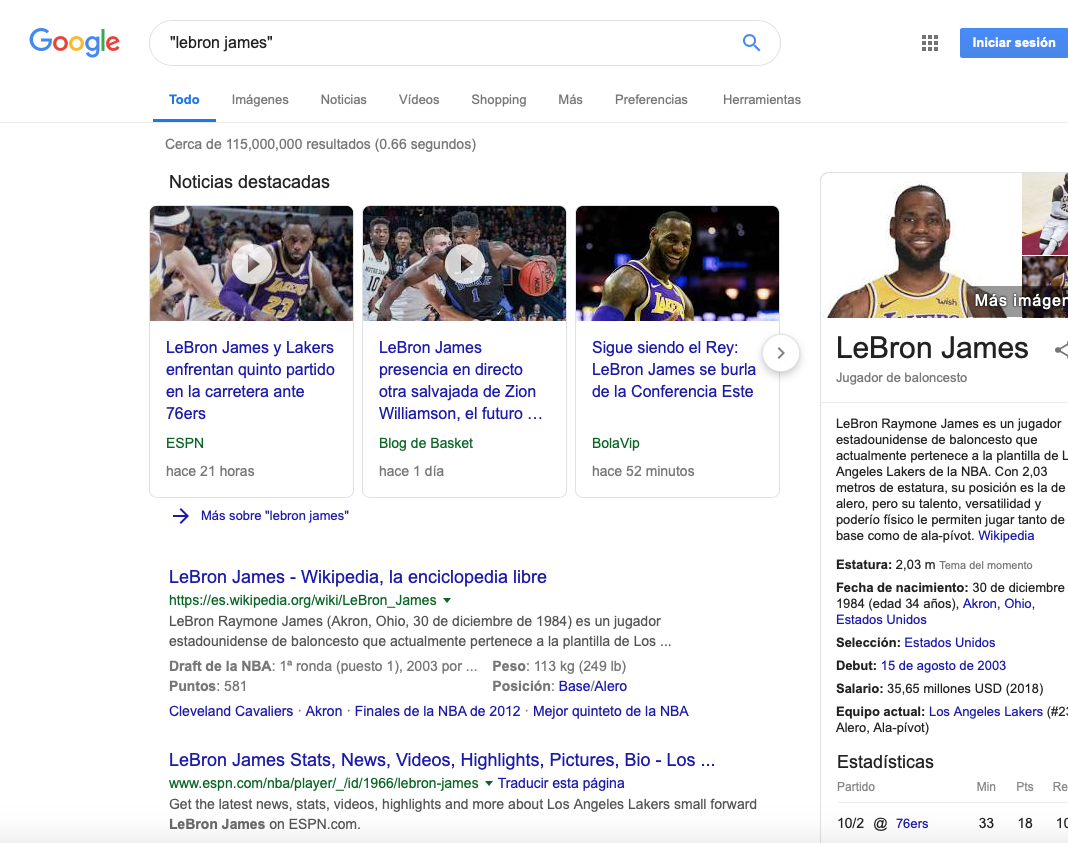 Google
"lebron james"
Iniciar sesión
Todo Imágenes Noticias Vídeos Shopping Más Preferencias Herramientas
Cerca de 115,000,000 resultados (0.66 segundos)
Noticias destacadas
LeBron James y Lakers
enfrentan quinto partido
en la carretera ante
76ers
ESPN
hace 21 horas
LeBron James
presencia en directo
otra salvajada de Zion
Williamson, el futuro …
Blog de Basket
hace 1 día
Sigue siendo el Rey:
LeBron James se burla
de la Conferencia Este
BolaVip
hace 52 minutos
Más sobre "lebron james"
LeBron James - Wikipedia, la enciclopedia libre
https://es.wikipedia.org/wiki/LeBron_James
LeBron Raymone James (Akron, Ohio, 30 de diciembre de 1984) es un jugador
estadounidense de baloncesto que actualmente pertenece a la plantilla de Los ...
Draft de la NBA: 1ª ronda (puesto 1), 2003 por ... Peso: 113 kg (249 lb)
Puntos: 581 Posición: Base/Alero
Cleveland Cavaliers · Akron · Finales de la NBA de 2012 · Mejor quinteto de la NBA
LeBron James Stats, News, Videos, Highlights, Pictures, Bio - Los ...
www.espn.com/nba/player/_/id/1966/lebron-james Traducir esta página
Get the latest news, stats, videos, highlights and more about Los Angeles Lakers small forward
LeBron James on ESPN.com.
wish
Más imágen
LeBron James
Jugador de baloncesto
LeBron Raymone James es un jugador
estadounidense de baloncesto que
actualmente pertenece a la plantilla de L
Angeles Lakers de la NBA. Con 2,03
metros de estatura, su posición es la de
alero, pero su talento, versatilidad y
poderío físico le permiten jugar tanto de
base como de ala-pívot. Wikipedia
Estatura: 2,03 m Tema del momento
Fecha de nacimiento: 30 de diciembre
1984 (edad 34 años), Akron, Ohio,
Estados Unidos
Selección: Estados Unidos
Debut: 15 de agosto de 2003
Salario: 35,65 millones USD (2018)
Equipo actual: Los Angeles Lakers (#23
Alero, Ala-pívot)
Estadísticas
Partido Min Pts Re
10/2 @ 76ers 33 18 10